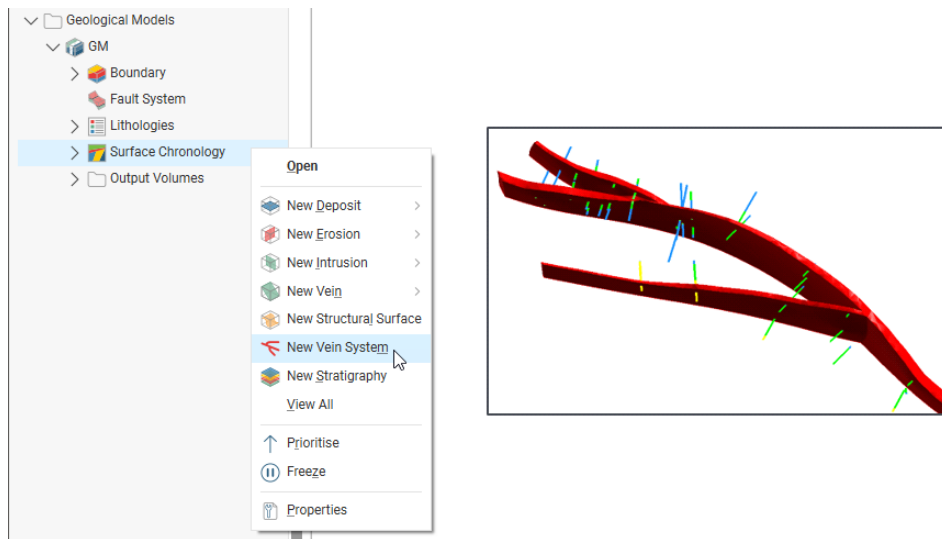 Geological Models
GM
Boundary
Fault System
Lithologies
Surface Chronology
Output Volumes
Open
New Deposit
New Erosion
New Intrusion
New Vein
New Structural Surface
New Vein System
New Stratigraphy
View All
Prioritise
Freeze
Properties